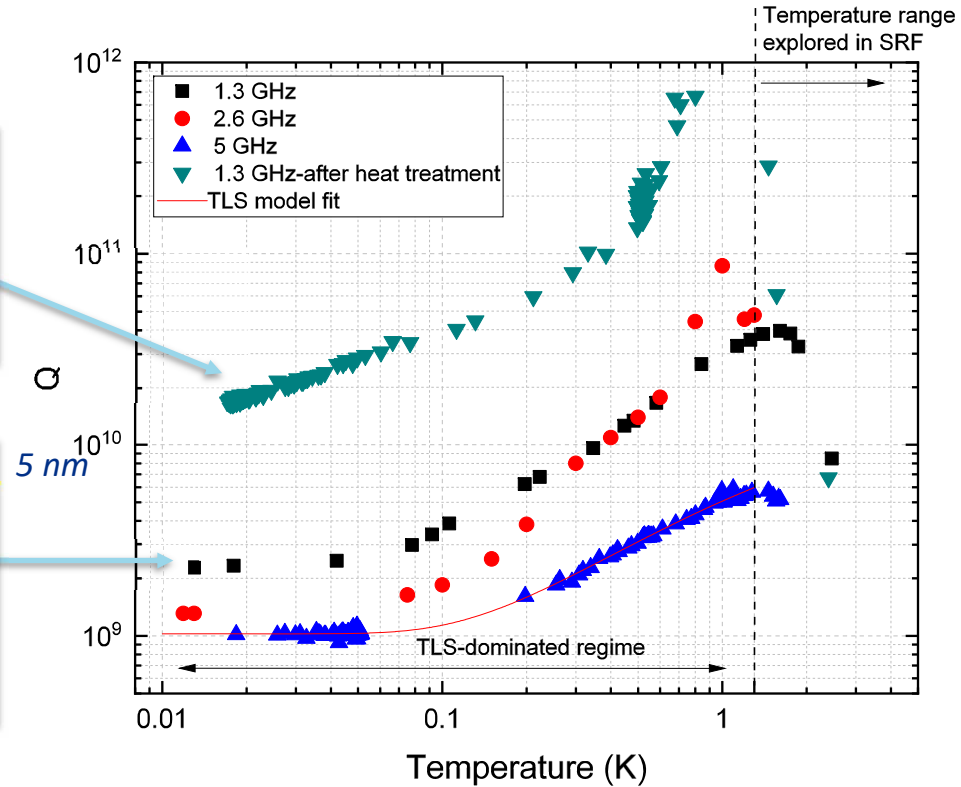 Temperature range
explored in SRF
10¹²
1.3 GHz
2.6 GHz
5 GHz
1.3 GHz-after heat treatment
TLS model fit
10¹¹
Q
10¹⁰
5 nm
10⁹
TLS-dominated regime
0.01 0.1 1
Temperature (K)